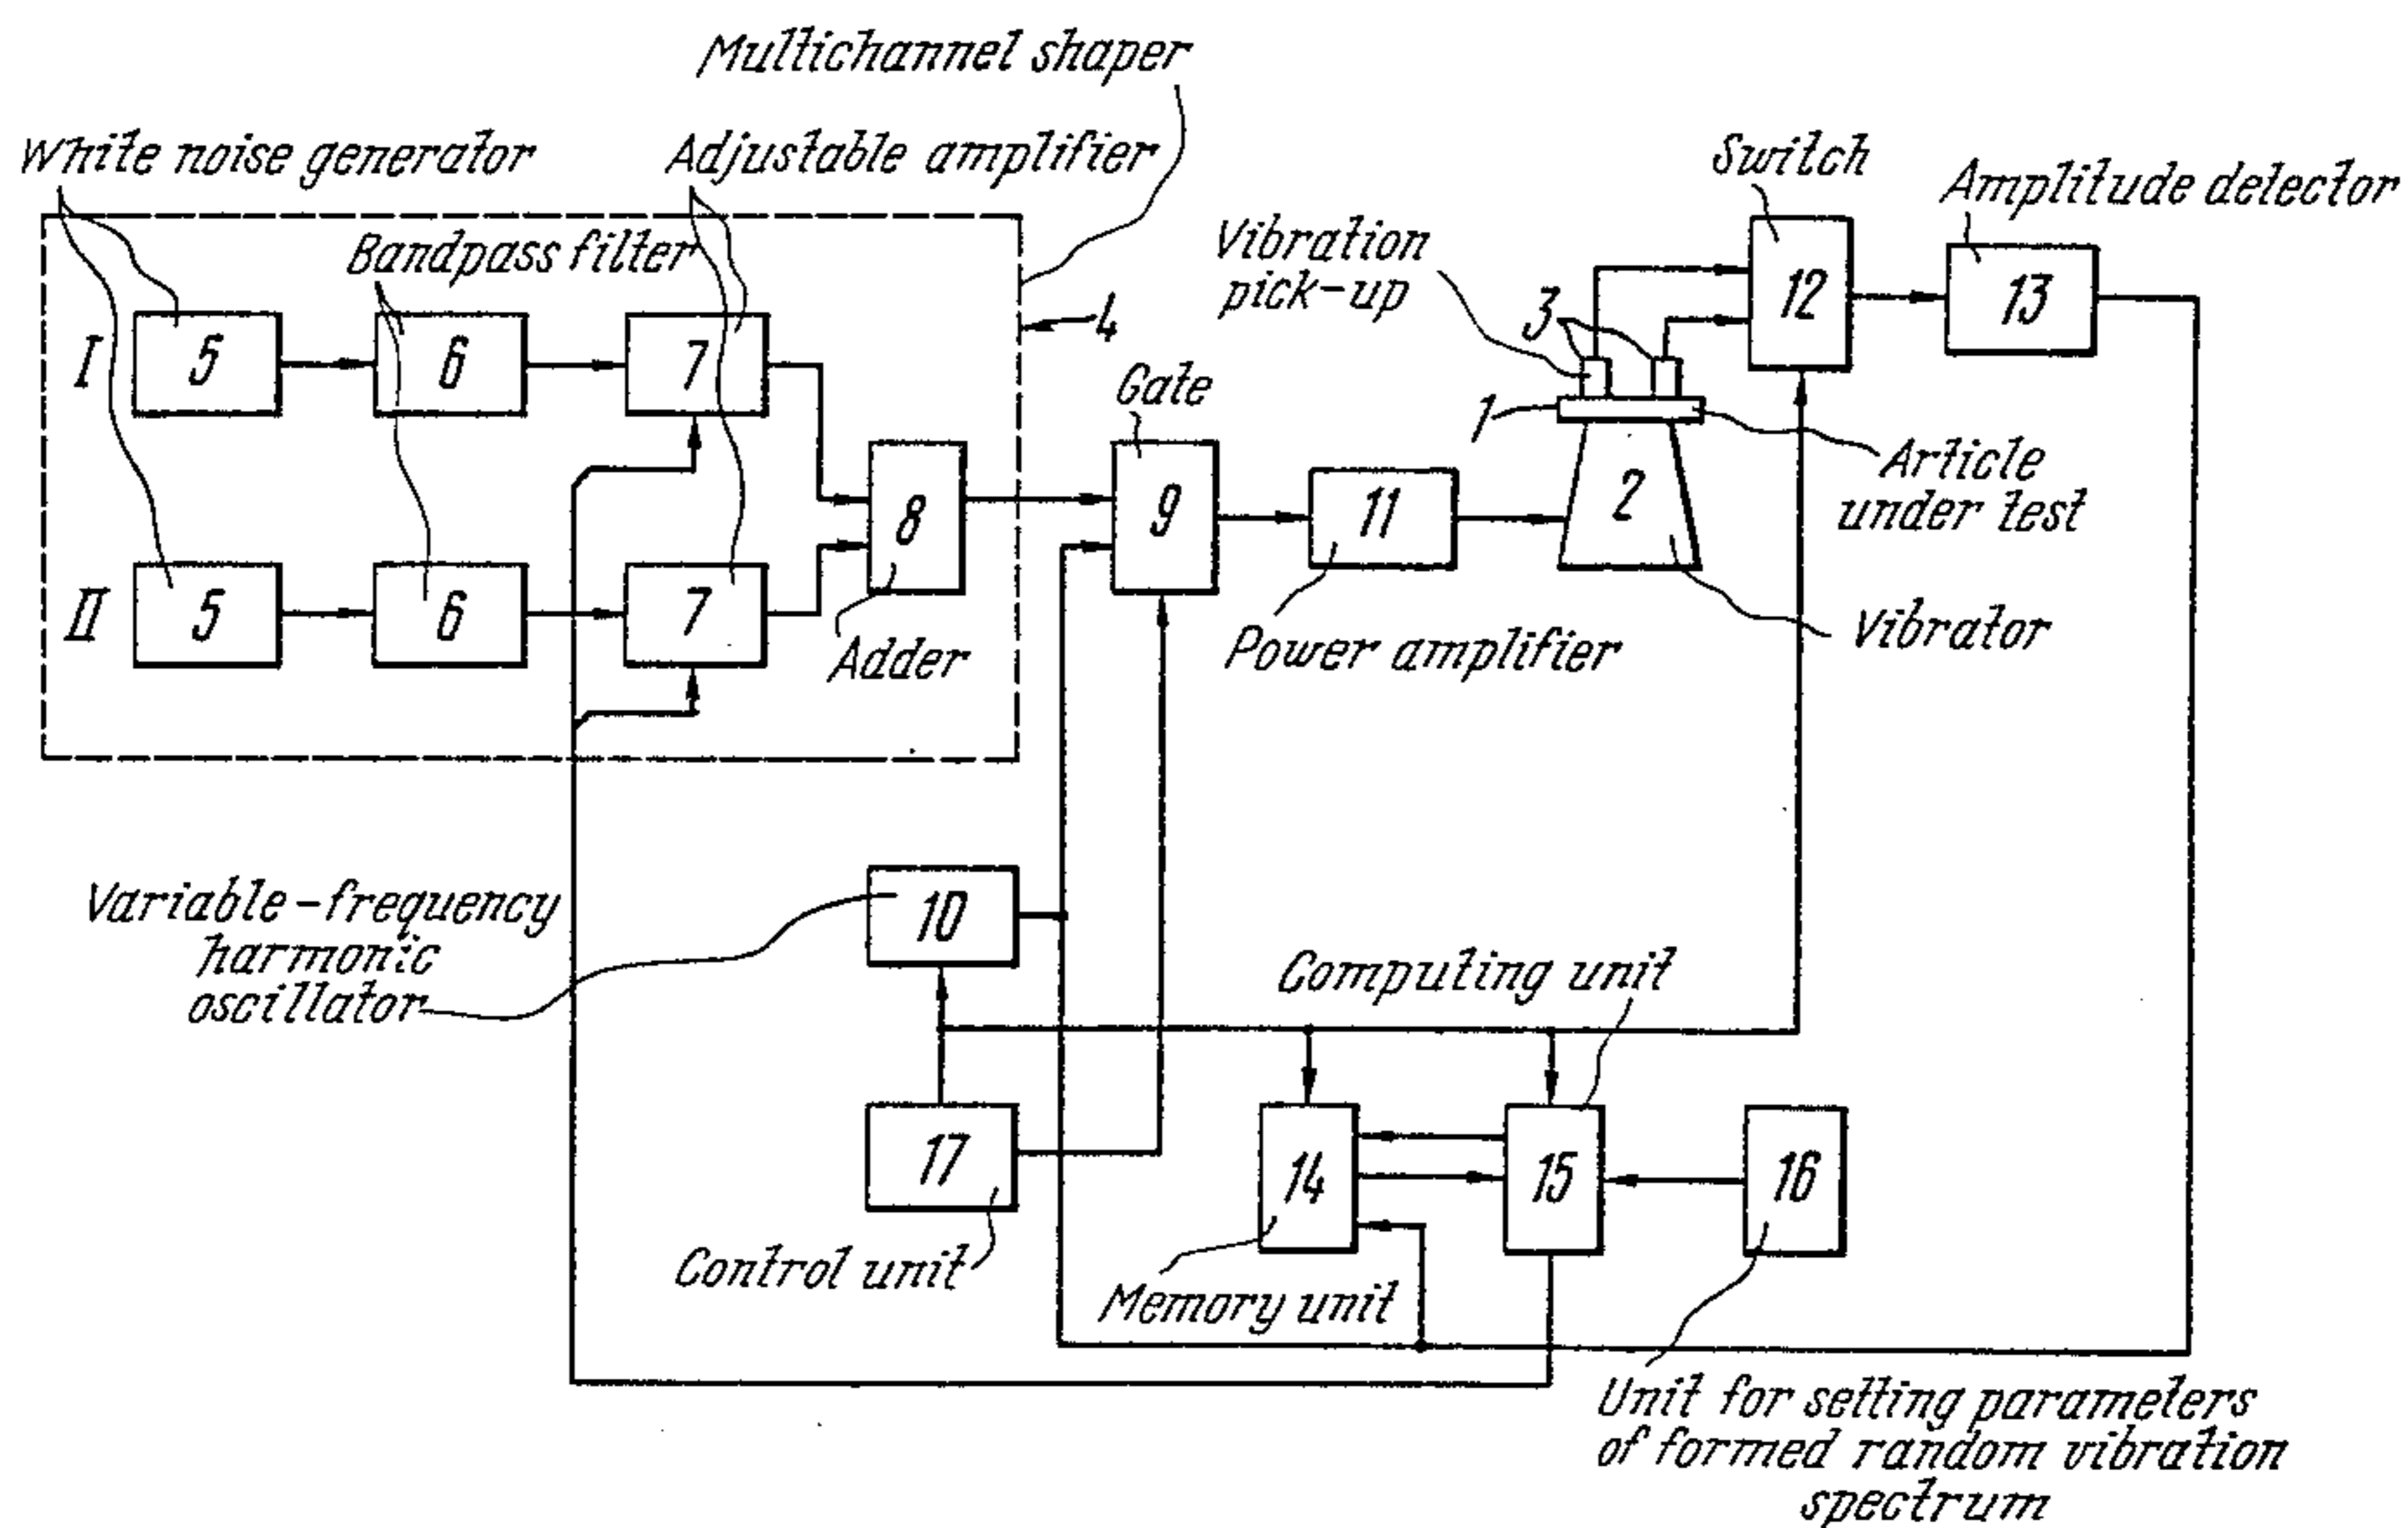 Multichannel shaper
White noise generator
Adjustable amplifier
Switch
Amplitude detector
Bandpass filter
Vibration
pick-up
I
5
6
7
4
3
12
13
Gate
1
Article
under test
8
9
11
2
II
5
6
7
Adder
Power amplifier
Vibrator
Variable-frequency
harmonic
oscillator
10
Computing unit
17
14
15
16
Control unit
Memory unit
Unit for setting parameters
of formed random vibration
spectrum